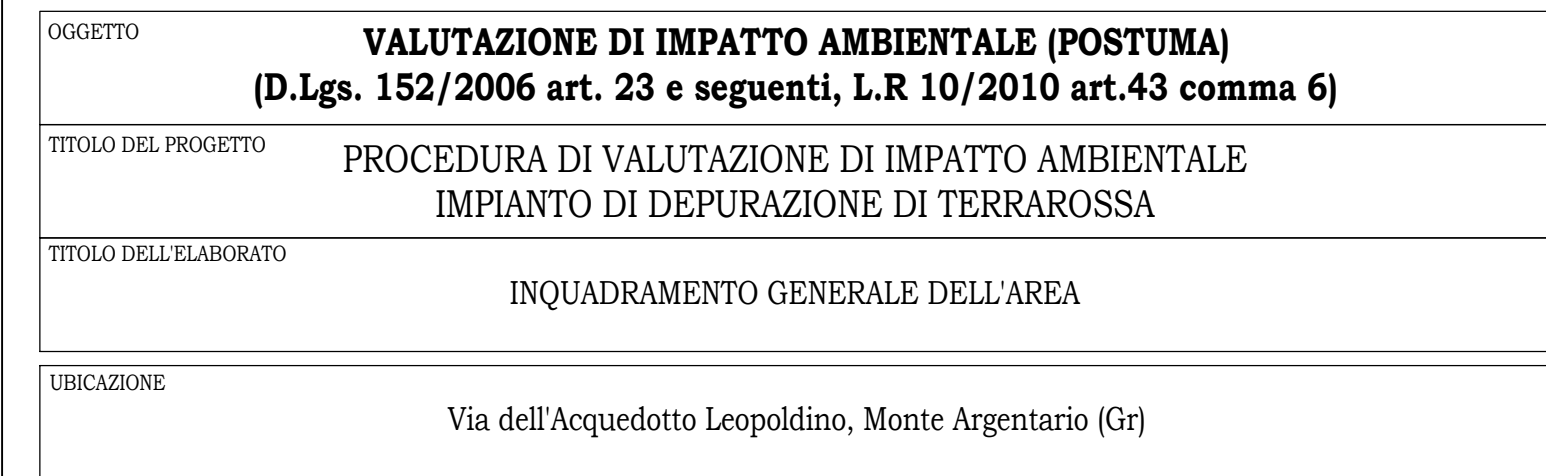 OGGETTO
VALUTAZIONE DI IMPATTO AMBIENTALE (POSTUMA)
(D.Lgs. 152/2006 art. 23 e seguenti, L.R 10/2010 art.43 comma 6)
TITOLO DEL PROGETTO
PROCEDURA DI VALUTAZIONE DI IMPATTO AMBIENTALE
IMPIANTO DI DEPURAZIONE DI TERRAROSSA
TITOLO DELL'ELABORATO
INQUADRAMENTO GENERALE DELL'AREA
UBICAZIONE
Via dell'Acquedotto Leopoldino, Monte Argentario (Gr)